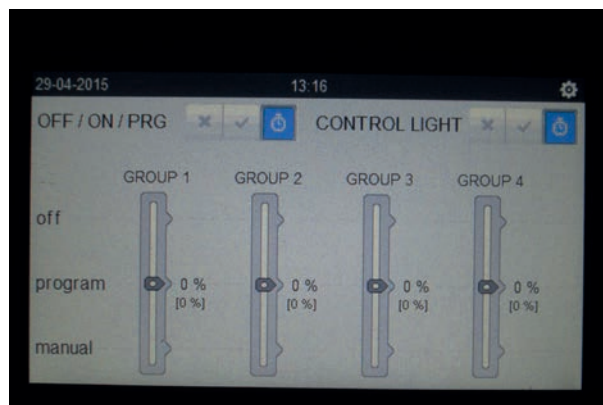 29-04-2015 13:16
OFF / ON / PRG CONTROL LIGHT
GROUP 1 GROUP 2 GROUP 3 GROUP 4
off
program 0 % 0 % 0 % 0 %
[0 %] [0 %] [0 %] [0 %]
manual